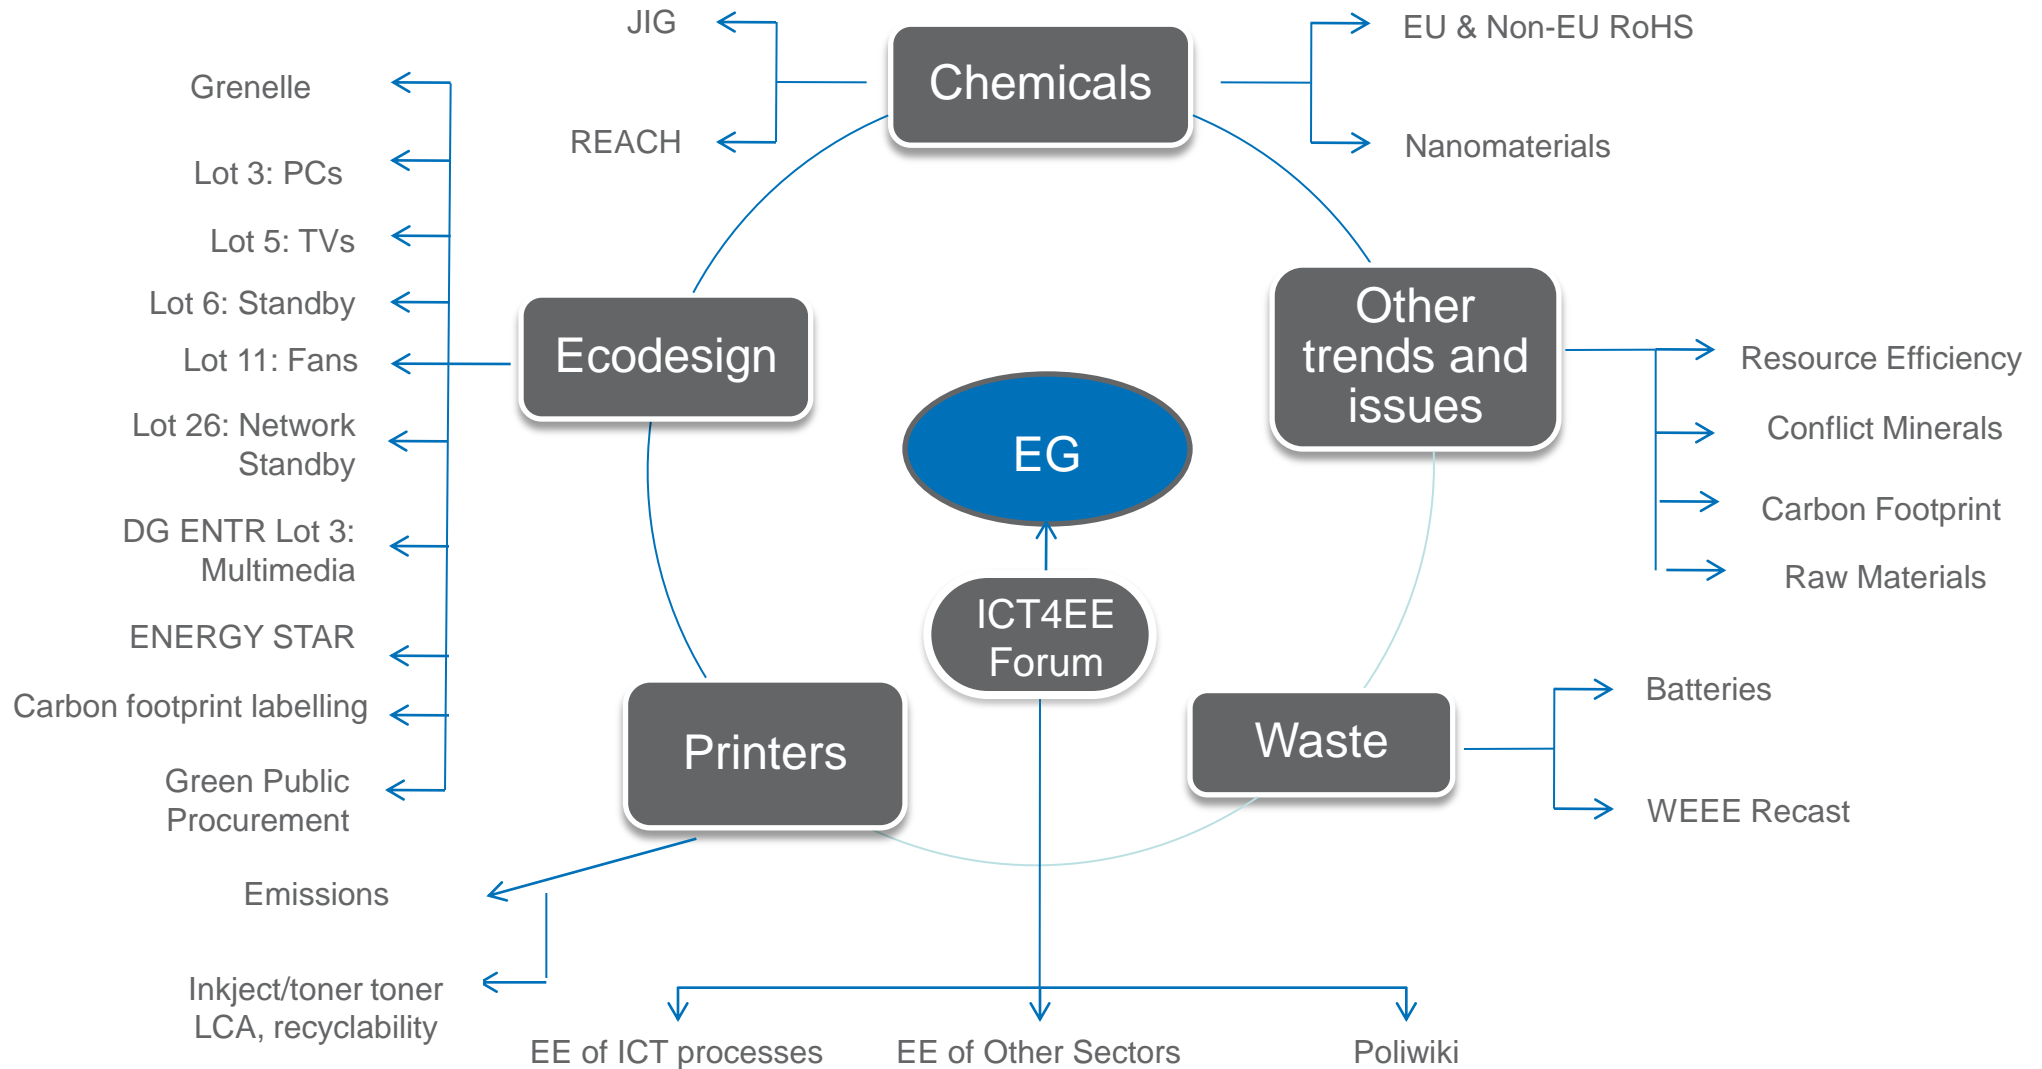 JIG
REACH
Chemicals
EU & Non-EU RoHS
Nanomaterials
Grenelle
Lot 3: PCs
Lot 5: TVs
Lot 6: Standby
Lot 11: Fans
Lot 26: Network
Standby
DG ENTR Lot 3:
Multimedia
ENERGY STAR
Carbon footprint labelling
Green Public
Procurement
Ecodesign
Other
trends and
issues
Resource Efficiency
Conflict Minerals
Carbon Footprint
Raw Materials
EG
ICT4EE
Forum
Printers
Waste
Batteries
WEEE Recast
Emissions
Inkject/toner toner
LCA, recyclability
EE of ICT processes
EE of Other Sectors
Poliwiki